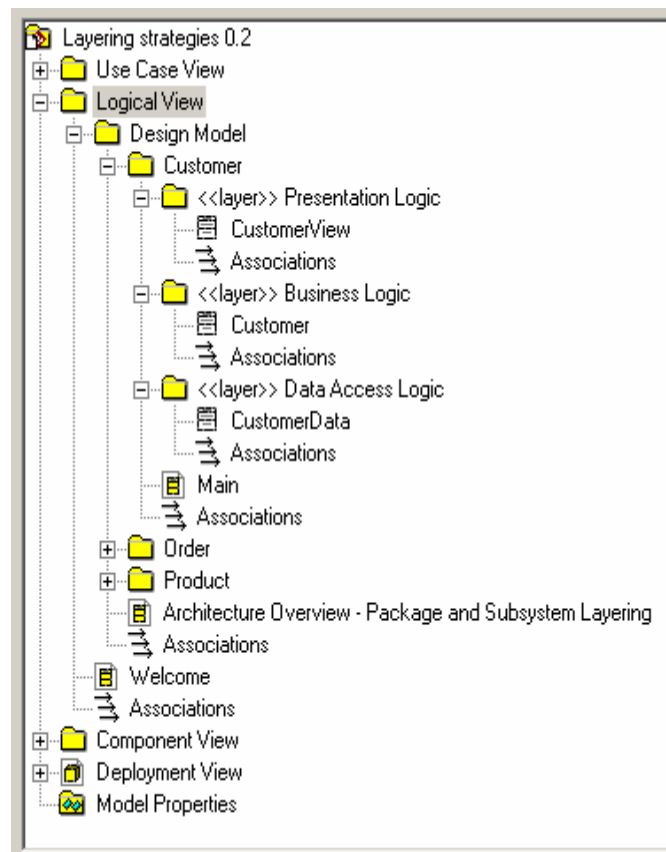 Layering strategies 0.2
Use Case View
Logical View
Design Model
Customer
<<layer>> Presentation Logic
CustomerView
Associations
<<layer>> Business Logic
Customer
Associations
<<layer>> Data Access Logic
CustomerData
Associations
Main
Associations
Order
Product
Architecture Overview - Package and Subsystem Layering
Associations
Welcome
Associations
Component View
Deployment View
Model Properties